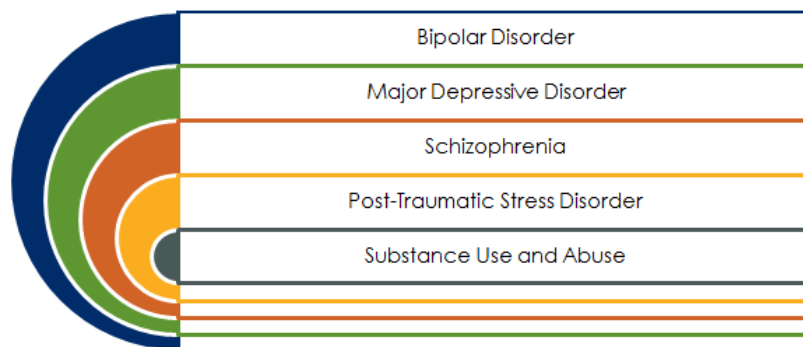 Bipolar Disorder
Major Depressive Disorder
Schizophrenia
Post-Traumatic Stress Disorder
Substance Use and Abuse